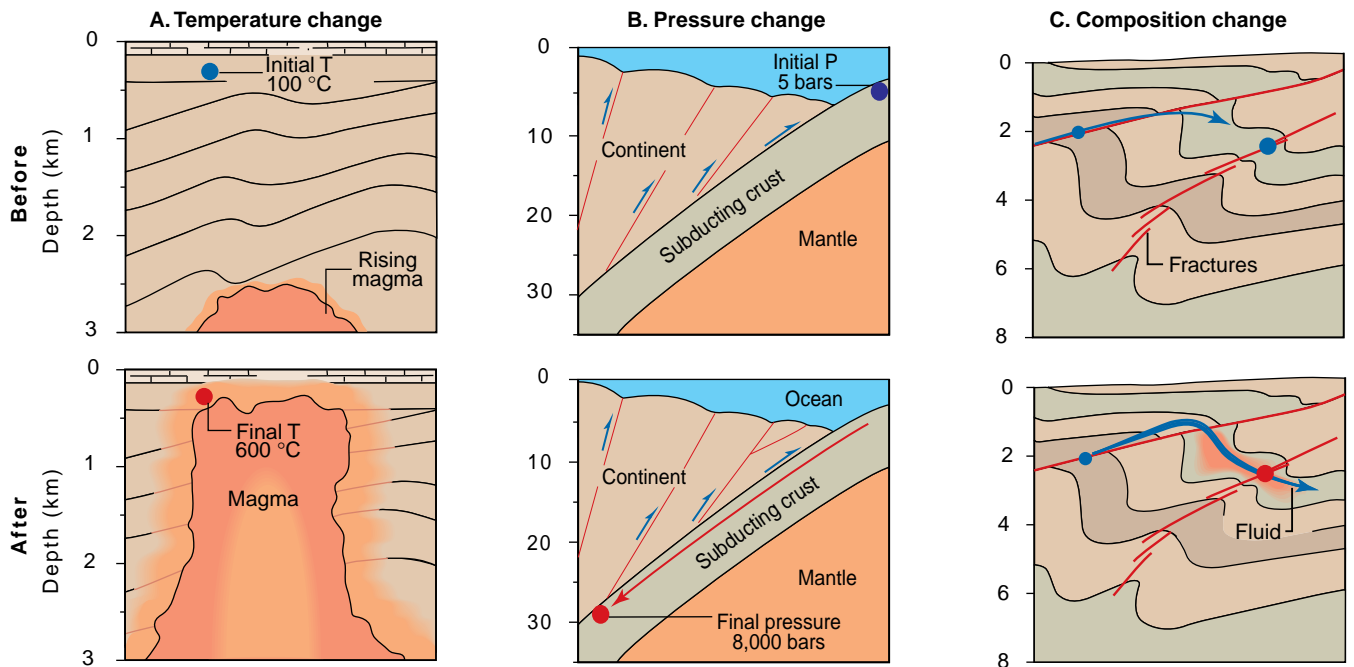 A. Temperature change
B. Pressure change
C. Composition change
Before
Depth (km)
0
1
2
3
Initial T
100 °C
Rising
magma
0
10
20
30
Initial P
5 bars
Continent
Subducting crust
Mantle
0
2
4
6
8
Fractures
After
Depth (km)
0
1
2
3
Final T
600 °C
Magma
0
10
20
30
Ocean
Continent
Subducting crust
Mantle
Final pressure
8,000 bars
0
2
4
6
8
Fluid